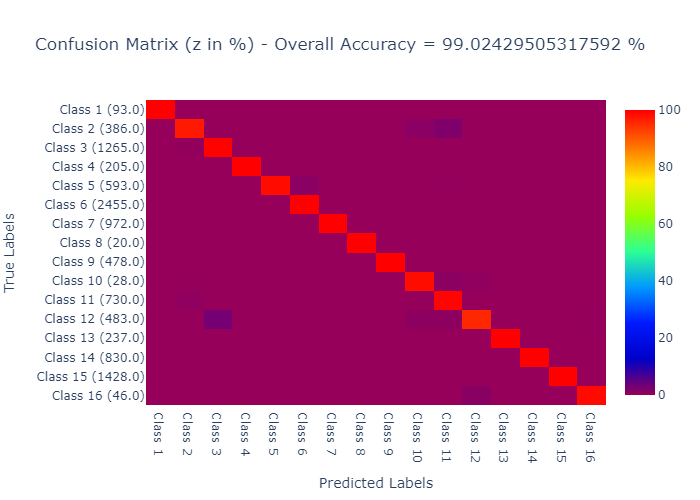 Confusion Matrix (z in %) - Overall Accuracy = 99.02429505317592 %
True Labels
Class 1 (93.0)
Class 2 (386.0)
Class 3 (1265.0)
Class 4 (205.0)
Class 5 (593.0)
Class 6 (2455.0)
Class 7 (972.0)
Class 8 (20.0)
Class 9 (478.0)
Class 10 (28.0)
Class 11 (730.0)
Class 12 (483.0)
Class 13 (237.0)
Class 14 (830.0)
Class 15 (1428.0)
Class 16 (46.0)
100
80
60
40
20
0
Class 1
Class 2
Class 3
Class 4
Class 5
Class 6
Class 7
Class 8
Class 9
Class 10
Class 11
Class 12
Class 13
Class 14
Class 15
Class 16
Predicted Labels